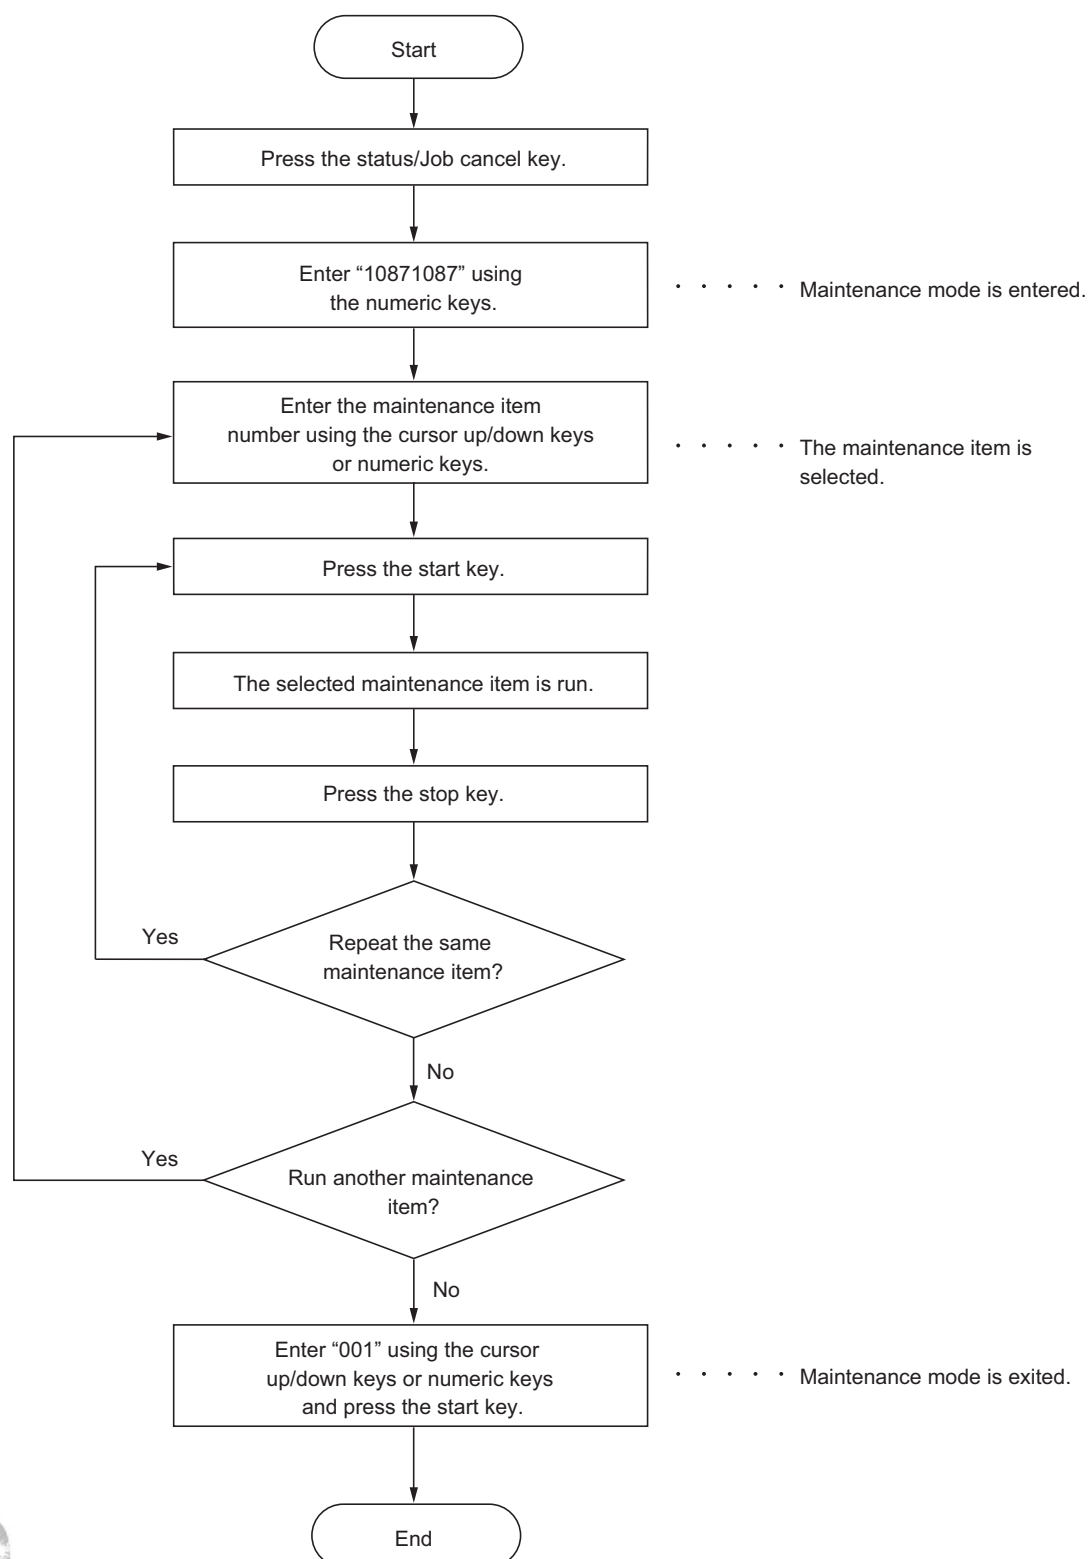 Start
Press the status/Job cancel key.
Enter “10871087” using
the numeric keys.
Maintenance mode is entered.
Enter the maintenance item
number using the cursor up/down keys
or numeric keys.
The maintenance item is
selected.
Press the start key.
The selected maintenance item is run.
Press the stop key.
Yes
Repeat the same
maintenance item?
No
Yes
Run another maintenance
item?
No
Enter “001” using the cursor
up/down keys or numeric keys
and press the start key.
Maintenance mode is exited.
End